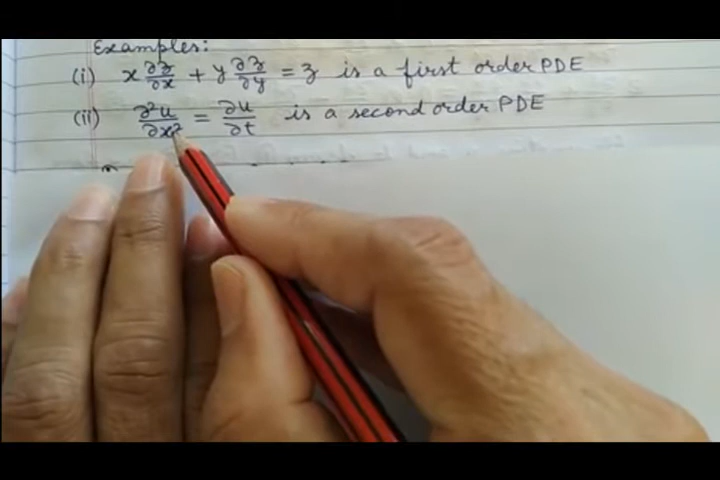 Examples:
(i) x ∂z/∂x + y ∂z/∂y = z is a first order PDE
(ii) ∂²u/∂x² = ∂u/∂t is a second order PDE